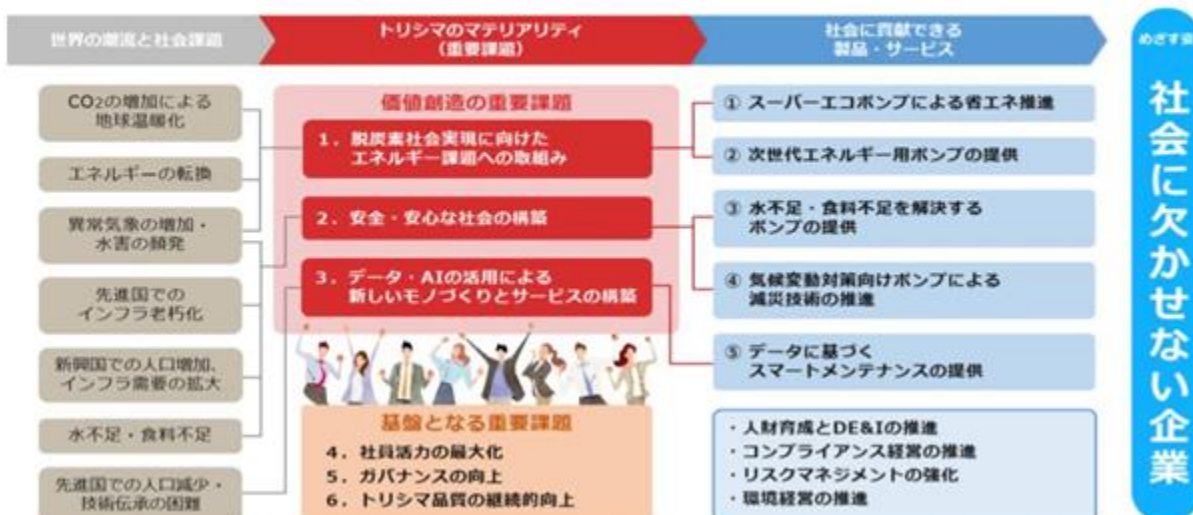 世界の潮流と社会課題
トリシマのマテリアリティ
（重要課題）
社会に貢献できる
製品・サービス
めざす姿
社会に欠かせない企業
CO2の増加による
地球温暖化
エネルギーの転換
異常気象の増加・
水害の頻発
先進国での
インフラ老朽化
新興国での人口増加、
インフラ需要の拡大
水不足・食料不足
先進国での人口減少・
技術伝承の困難
価値創造の重要課題
1．脱炭素社会実現に向けた
エネルギー課題への取組み
2．安全・安心な社会の構築
3．データ・AIの活用による
新しいモノづくりとサービスの構築
基盤となる重要課題
4．社員活力の最大化
5．ガバナンスの向上
6．トリシマ品質の継続的向上
① スーパーエコポンプによる省エネ推進
② 次世代エネルギー用ポンプの提供
③ 水不足・食料不足を解決する
ポンプの提供
④ 気候変動対策向けポンプによる
減災技術の推進
⑤ データに基づく
スマートメンテナンスの提供
・人財育成とDE&Iの推進
・コンプライアンス経営の推進
・リスクマネジメントの強化
・環境経営の推進